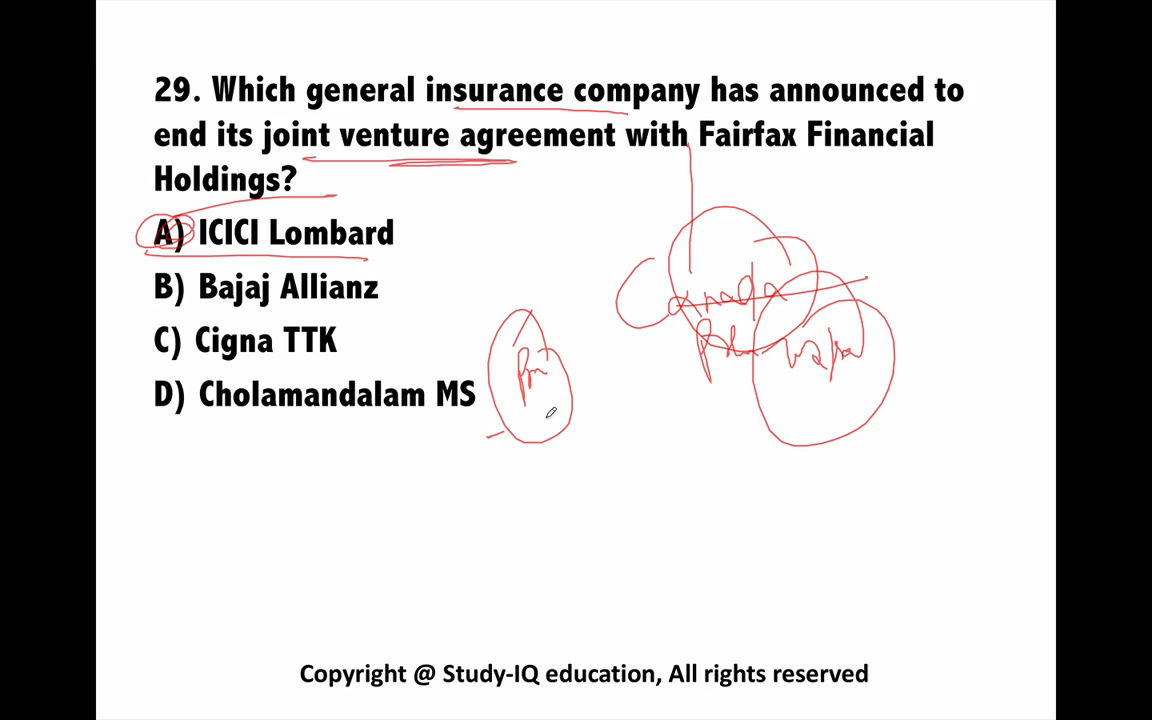 29. Which general insurance company has announced to
end its joint venture agreement with Fairfax Financial
Holdings?
A) ICICI Lombard
B) Bajaj Allianz
C) Cigna TTK
D) Cholamandalam MS
Canada
Copyright @ Study-IQ education, All rights reserved